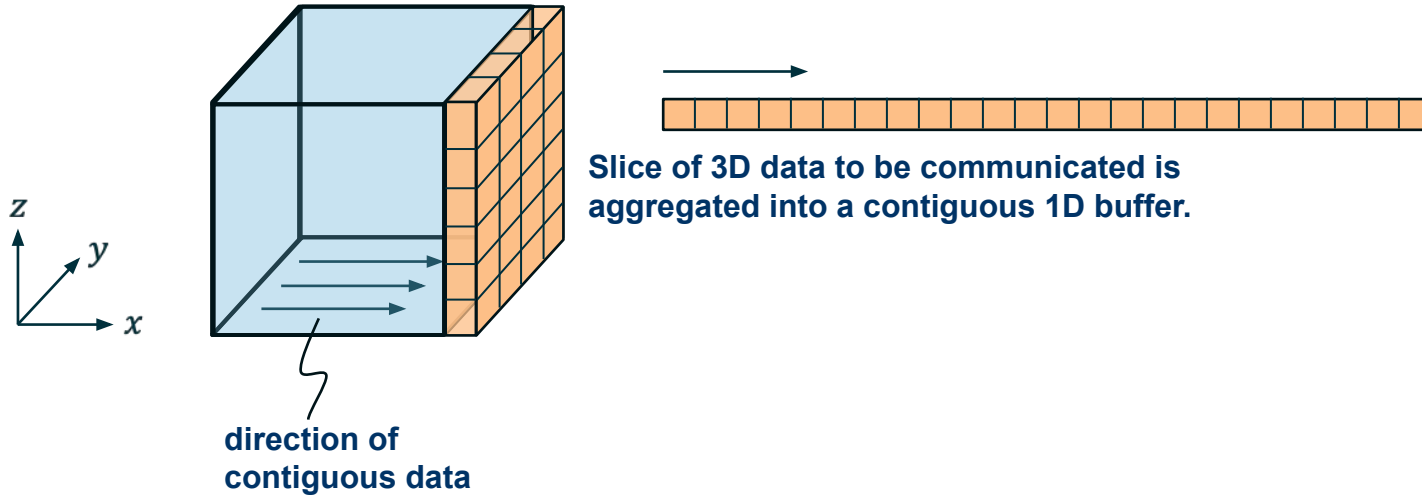 Slice of 3D data to be communicated is
aggregated into a contiguous 1D buffer.
z
y
x
direction of
contiguous data